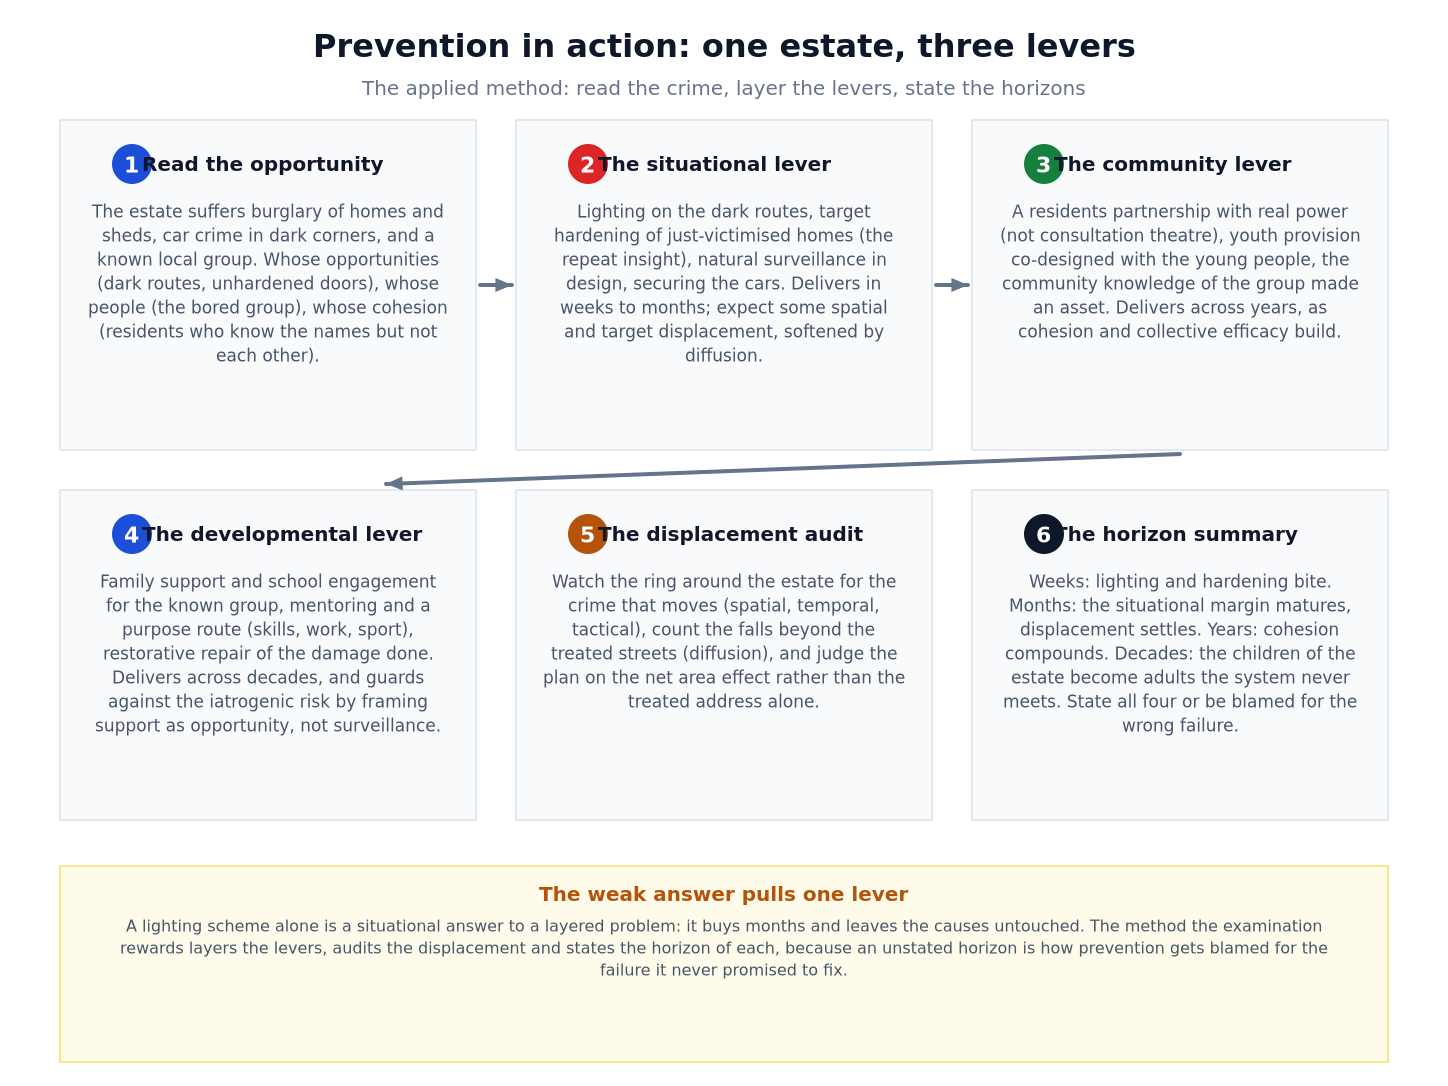 Prevention in action: one estate, three levers
The applied method: read the crime, layer the levers, state the horizons
1 Read the opportunity
The estate suffers burglary of homes and
sheds, car crime in dark corners, and a
known local group. Whose opportunities
(dark routes, unhardened doors), whose
people (the bored group), whose cohesion
(residents who know the names but not
each other).
2 The situational lever
Lighting on the dark routes, target
hardening of just-victimised homes (the
repeat insight), natural surveillance in
design, securing the cars. Delivers in
weeks to months; expect some spatial
and target displacement, softened by
diffusion.
3 The community lever
A residents partnership with real power
(not consultation theatre), youth provision
co-designed with the young people, the
community knowledge of the group made
an asset. Delivers across years, as
cohesion and collective efficacy build.
4 The developmental lever
Family support and school engagement
for the known group, mentoring and a
purpose route (skills, work, sport),
restorative repair of the damage done.
Delivers across decades, and guards
against the iatrogenic risk by framing
support as opportunity, not surveillance.
5 The displacement audit
Watch the ring around the estate for the
crime that moves (spatial, temporal,
tactical), count the falls beyond the
treated streets (diffusion), and judge the
plan on the net area effect rather than the
treated address alone.
6 The horizon summary
Weeks: lighting and hardening bite.
Months: the situational margin matures,
displacement settles. Years: cohesion
compounds. Decades: the children of the
estate become adults the system never
meets. State all four or be blamed for the
wrong failure.
The weak answer pulls one lever
A lighting scheme alone is a situational answer to a layered problem: it buys months and leaves the causes untouched. The method the examination
rewards layers the levers, audits the displacement and states the horizon of each, because an unstated horizon is how prevention gets blamed for the
failure it never promised to fix.